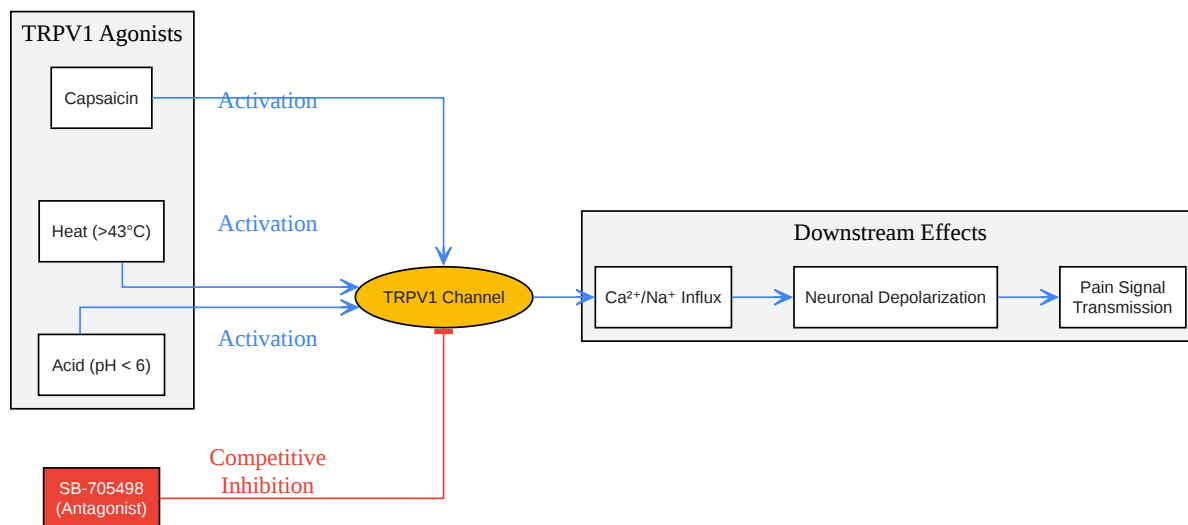 TRPV1 Agonists
Capsaicin
Activation
Heat (>43°C)
Activation
Acid (pH < 6)
Activation
TRPV1 Channel
Downstream Effects
Ca²⁺/Na⁺ Influx
Neuronal Depolarization
Pain Signal
Transmission
SB-705498
(Antagonist)
Competitive
Inhibition